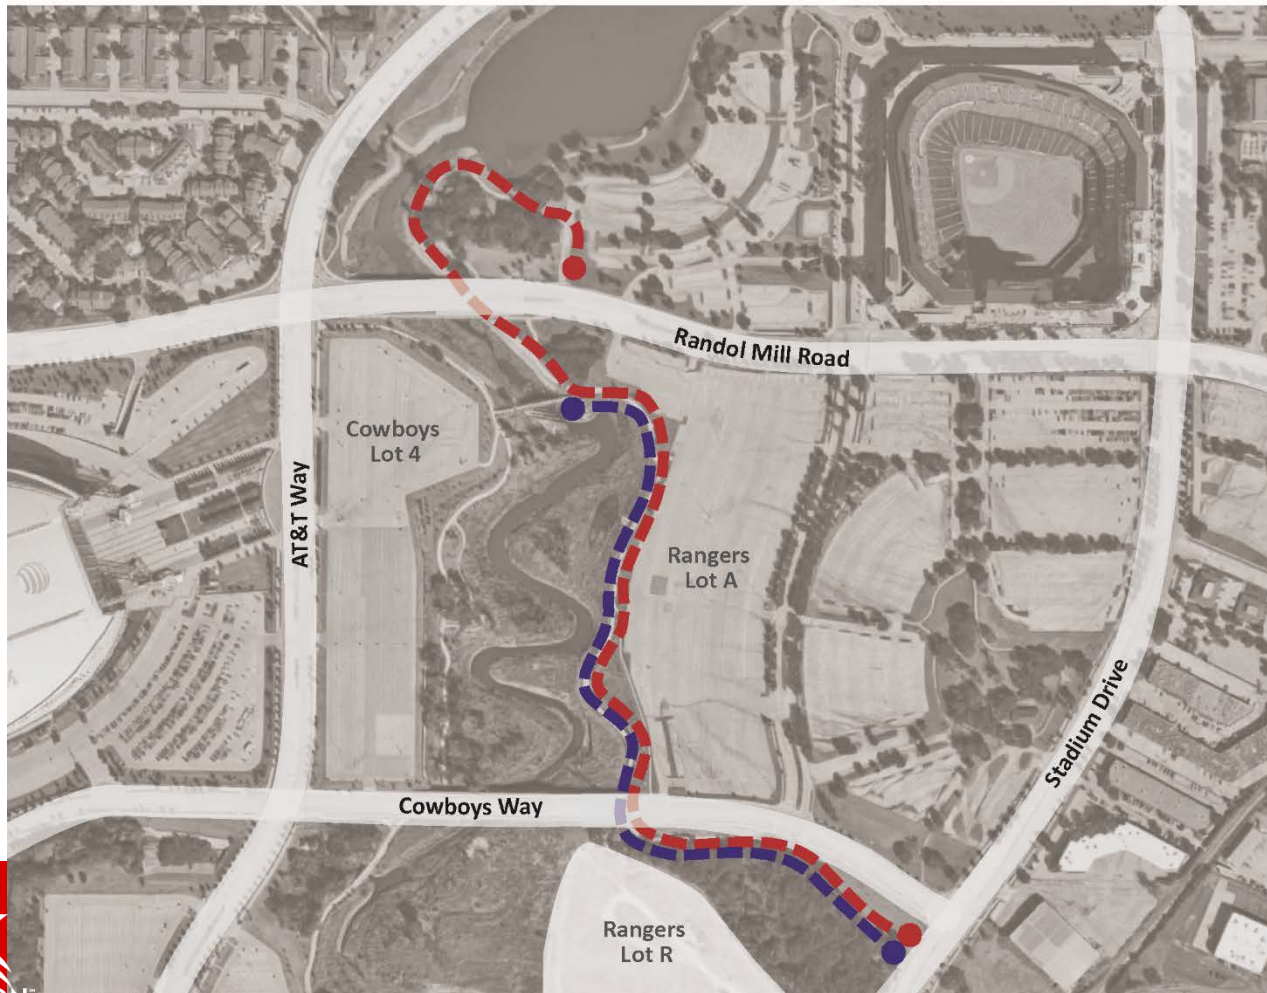 Randol Mill Road
Cowboys
Lot 4
AT&T Way
Rangers
Lot A
Stadium Drive
Cowboys Way
Rangers
Lot R